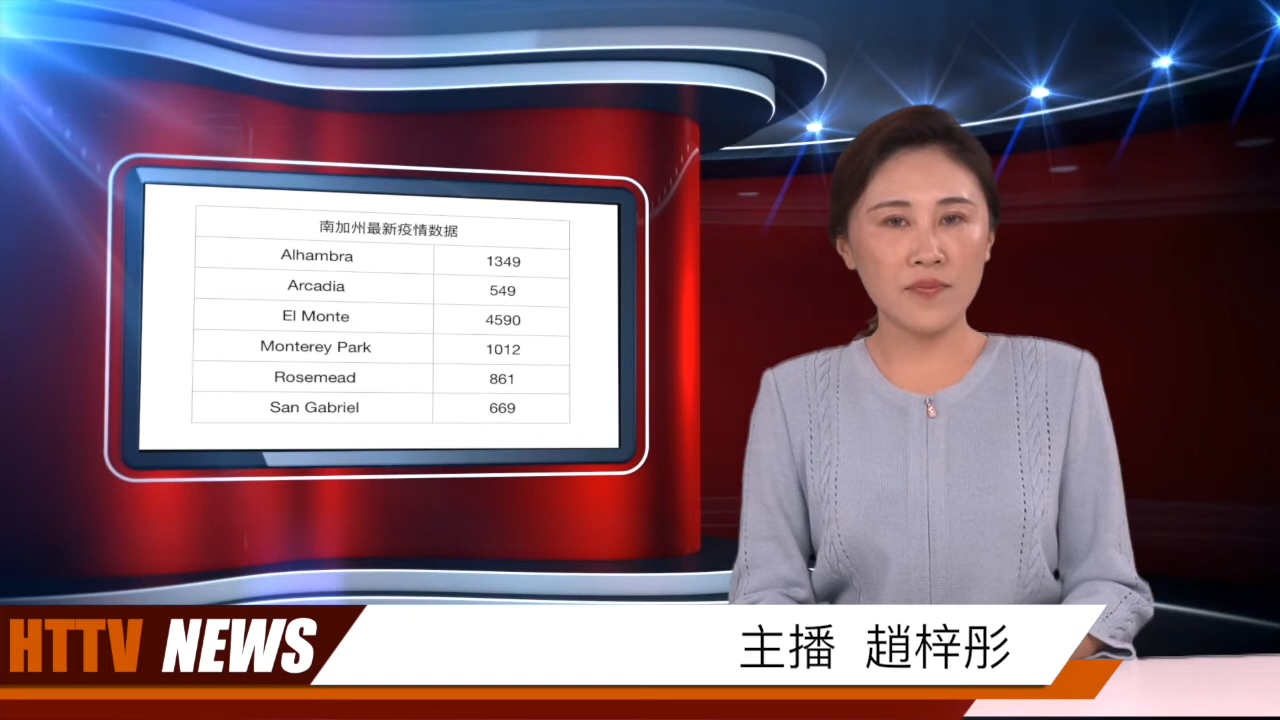 南加州最新疫情数据
Alhambra 1349
Arcadia 549
El Monte 4590
Monterey Park 1012
Rosemead 861
San Gabriel 669
HTTV NEWS
主播 趙梓彤